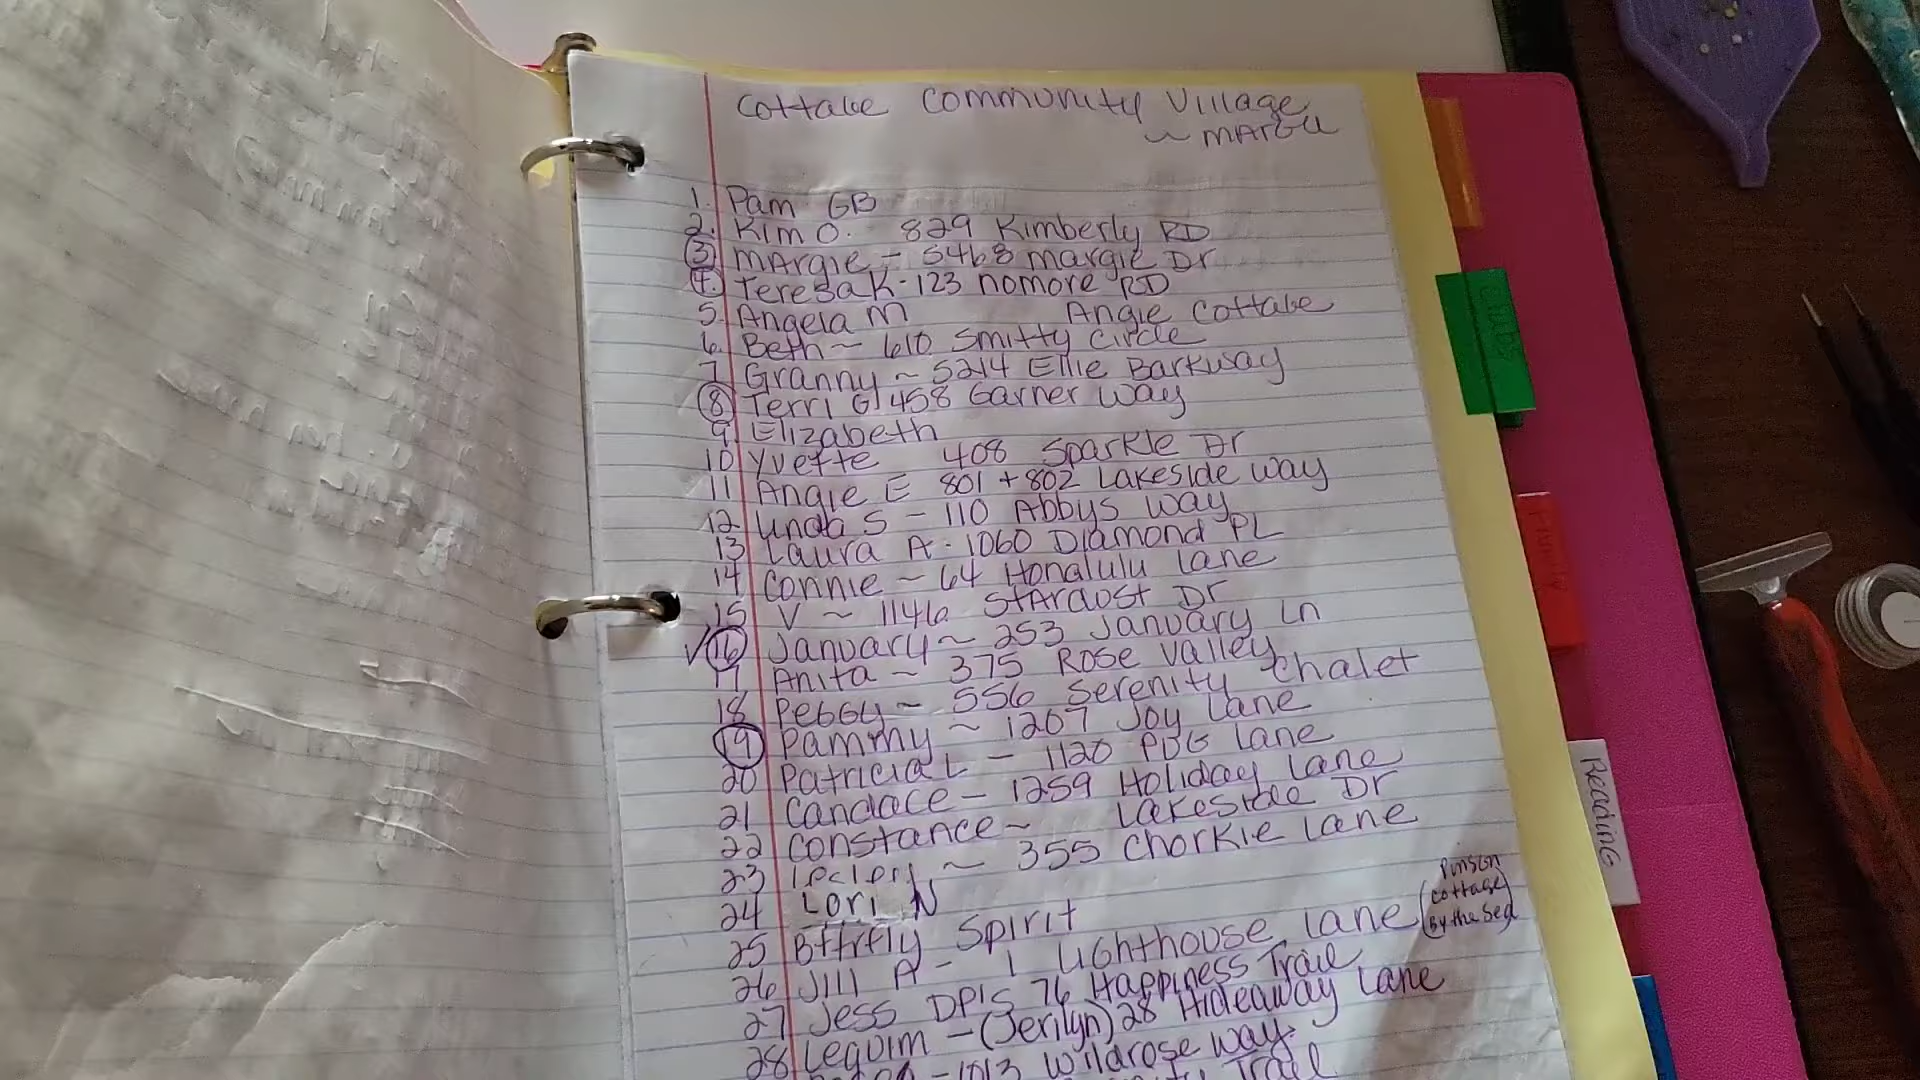 Cottage Community Village
~ MARGU
1. Pam GB
2. Kim O. 829 Kimberly RD
3 Margie - 5468 Margie Dr
4. Teresa K - 123 Nomore RD
5. Angela M Angie Cottage
6. Beth ~ 610 Smitty Circle
7 Granny ~ 5214 Ellie Barkway
8 Terri G 458 Garner Way
9. Elizabeth
10 Yvette 408 Sparkle Dr
11 Angie E 801 + 802 Lakeside Way
12 Linda S - 110 Abbys Way
13 Laura A - 1060 Diamond PL
14 Connie ~ 64 Honalulu Lane
15 V ~ 1146 Stardust Dr
✓ 16 January ~ 253 January Ln
17 Anita ~ 375 Rose Valley
18 Peggy ~ 556 Serenity Chalet
19 Pammy ~ 1207 Joy Lane
20 Patricia L - 1120 PDG Lane
21 Candace - 1259 Holiday Lane
22 Constance ~ Lakeside Dr
23 ~ 355 Chorkie Lane
24 Lori N
25 Bttrfly Spirit
26 Jill A - 1 Lighthouse Lane
Cottage
By the Sea
27 Jess DPIS 76 Happiness Trail
28 Lequim - (Jerilyn) 28 Hideaway Lane
- 1013 Wildrose Way
Trail
Reading